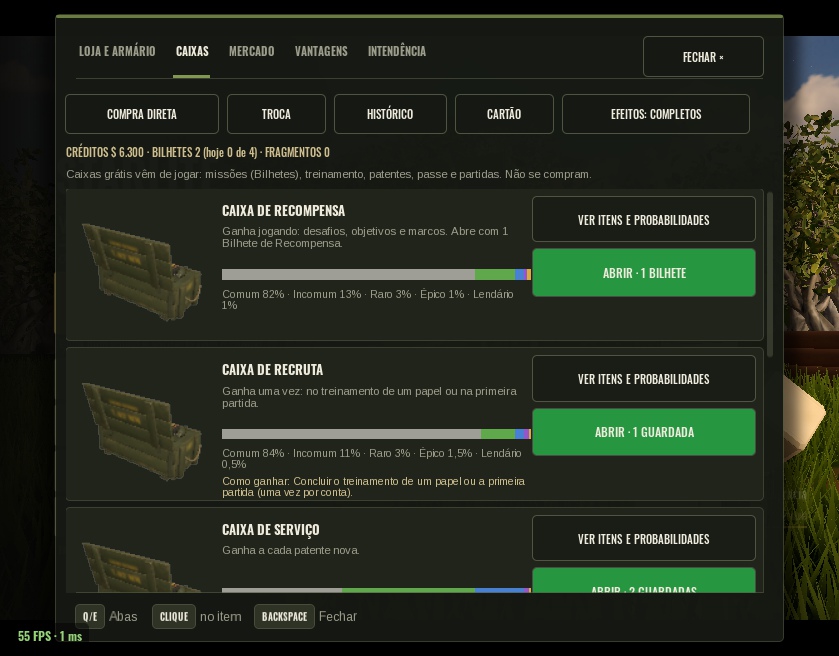 LOJA E ARMÁRIO CAIXAS MERCADO VANTAGENS INTENDÊNCIA FECHAR ×
COMPRA DIRETA TROCA HISTÓRICO CARTÃO EFEITOS: COMPLETOS
CRÉDITOS $ 6.300 · BILHETES 2 (hoje 0 de 4) · FRAGMENTOS 0
Caixas grátis vêm de jogar: missões (Bilhetes), treinamento, patentes, passe e partidas. Não se compram.
CAIXA DE RECOMPENSA
Ganha jogando: desafios, objetivos e marcos. Abre com 1
Bilhete de Recompensa.
Comum 82% · Incomum 13% · Raro 3% · Épico 1% · Lendário
1%
VER ITENS E PROBABILIDADES
ABRIR · 1 BILHETE
CAIXA DE RECRUTA
Ganha uma vez: no treinamento de um papel ou na primeira
partida.
Comum 84% · Incomum 11% · Raro 3% · Épico 1,5% · Lendário
0,5%
Como ganhar: Concluir o treinamento de um papel ou a primeira
partida (uma vez por conta).
VER ITENS E PROBABILIDADES
ABRIR · 1 GUARDADA
CAIXA DE SERVIÇO
Ganha a cada patente nova.
VER ITENS E PROBABILIDADES
ABRIR · 2 GUARDADAS
Q/E Abas CLIQUE no item BACKSPACE Fechar
55 FPS · 1 ms